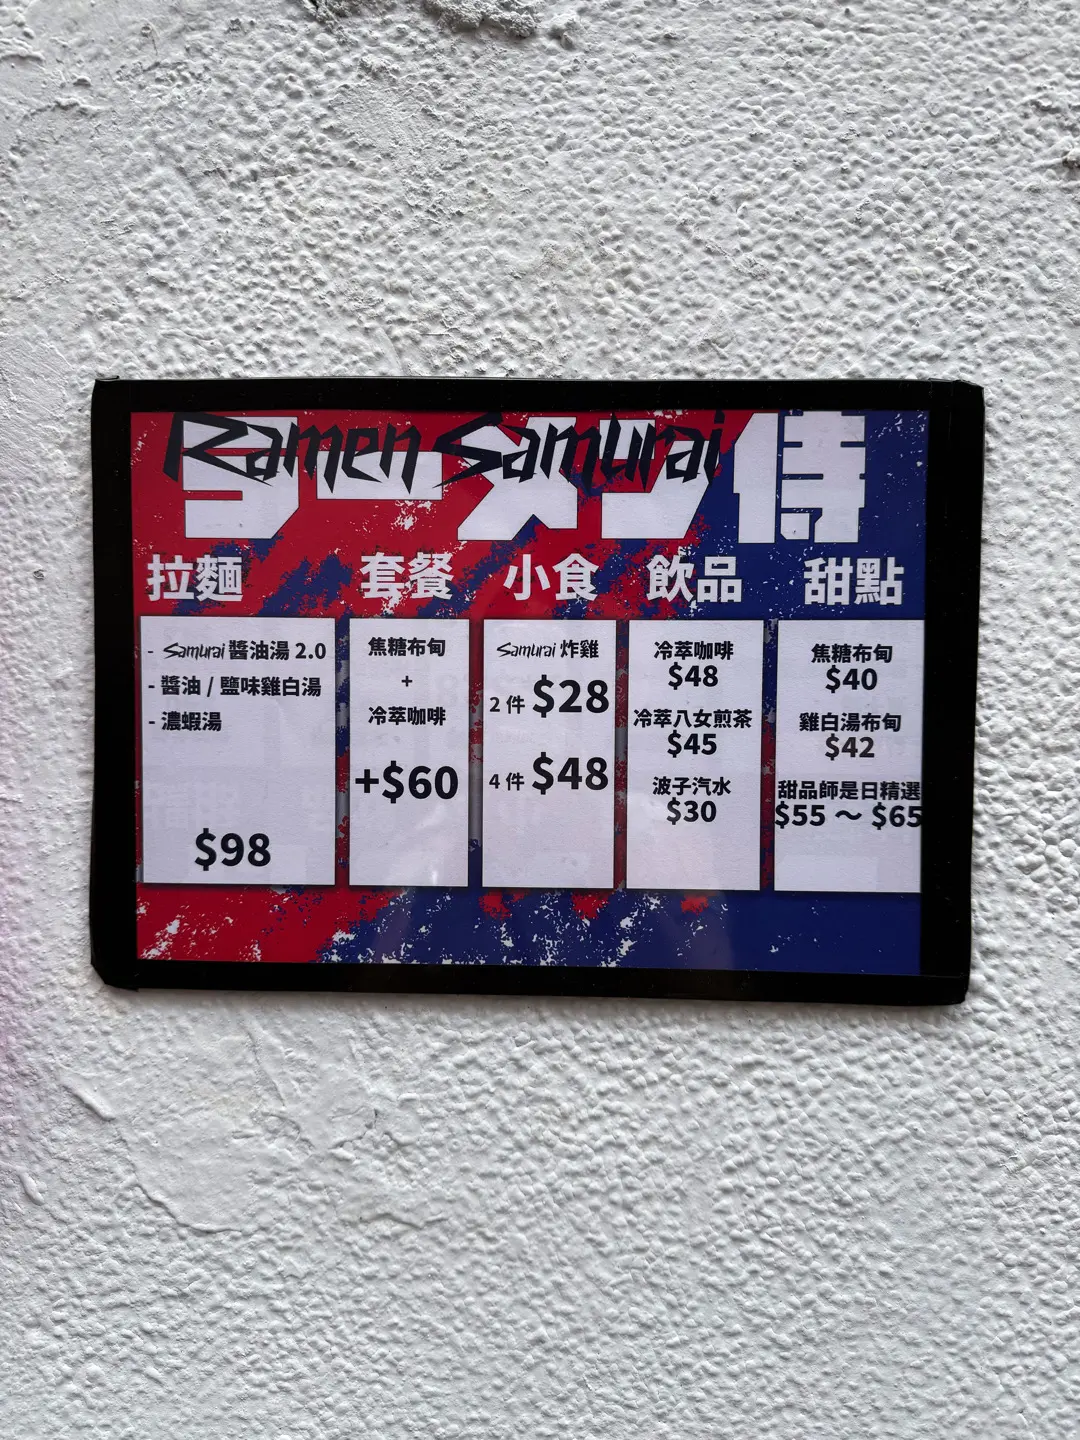 Ramen Samurai
ラーメン侍
拉麵
- Samurai 醬油湯 2.0
- 醬油 / 鹽味雞白湯
- 濃蝦湯
$98
套餐
焦糖布甸
+
冷萃咖啡
+$60
小食
Samurai 炸雞
2 件 $28
4 件 $48
飲品
冷萃咖啡
$48
冷萃八女煎茶
$45
波子汽水
$30
甜點
焦糖布甸
$40
雞白湯布甸
$42
甜品師是日精選
$55 ～ $65